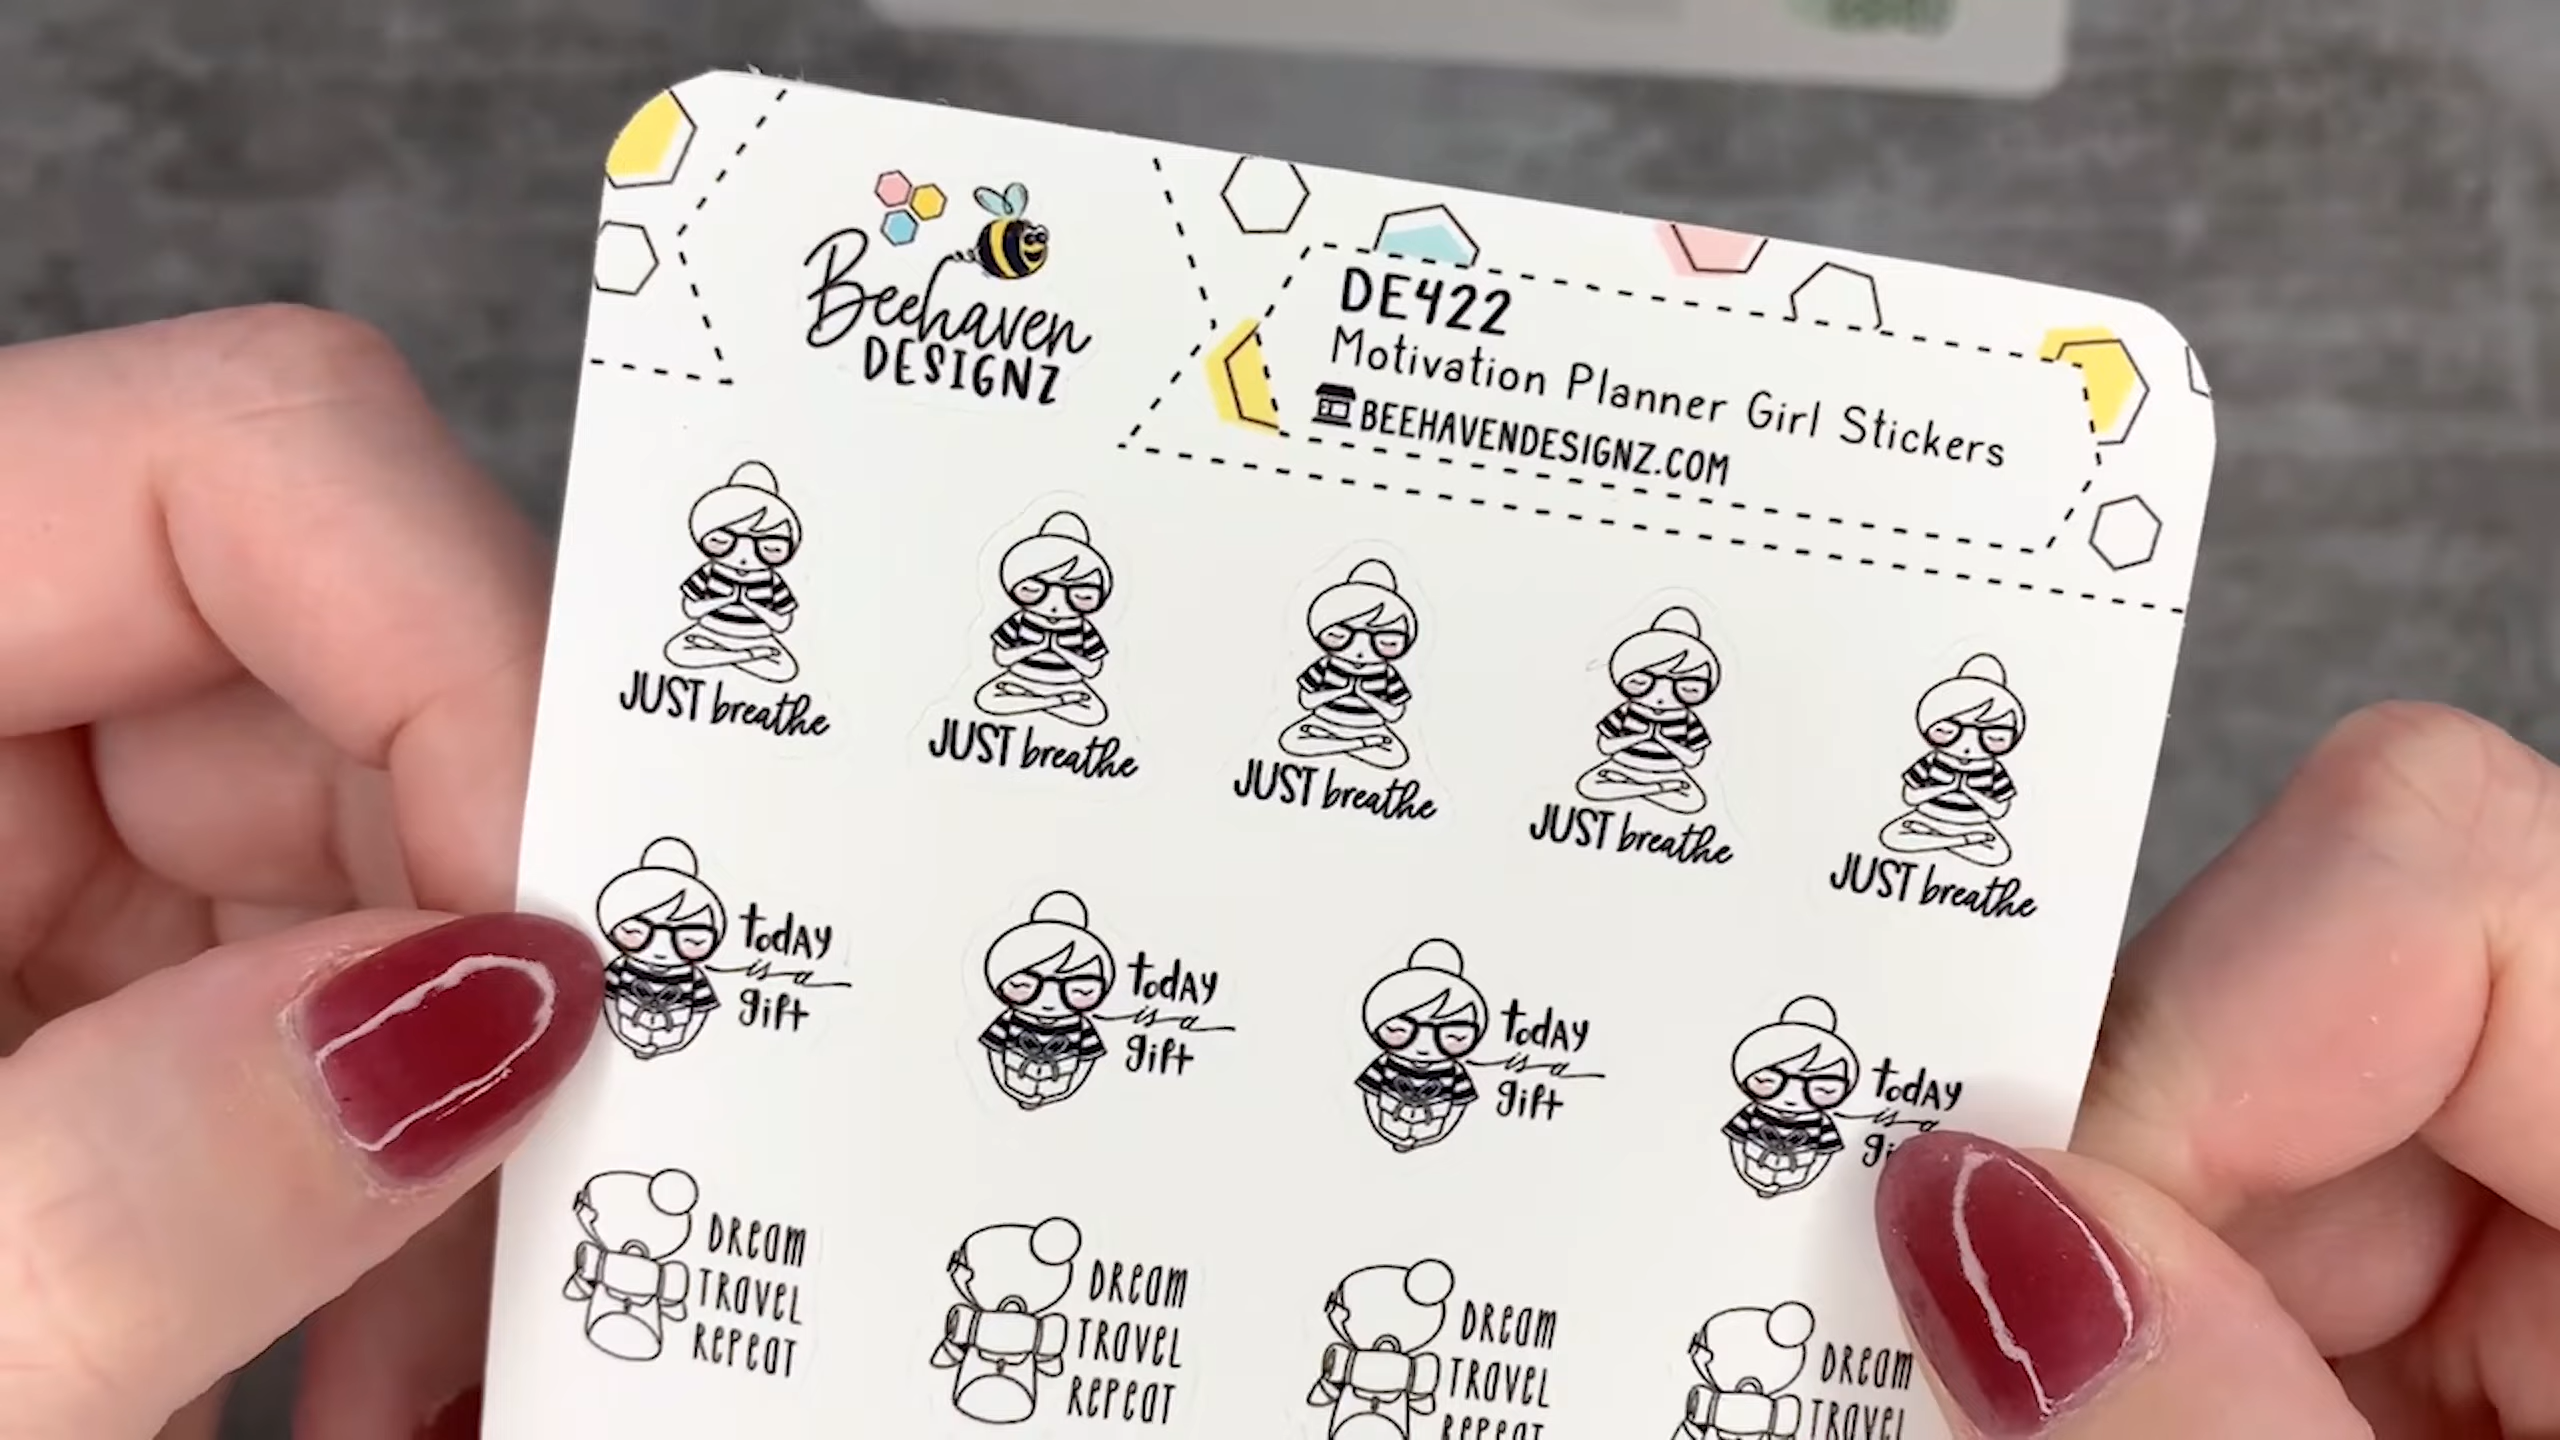 Beehaven
DESIGNZ
DE422
Motivation Planner Girl Stickers
BEEHAVENDESIGNZ.COM
JUST breathe
JUST breathe
JUST breathe
JUST breathe
JUST breathe
today
is a
gift
today
is a
gift
today
is a
gift
today
is a
DREAM
TRAVEL
REPEAT
DREAM
TRAVEL
REPEAT
DREAM
TRAVEL
REPEAT
DREAM
TRAVEL